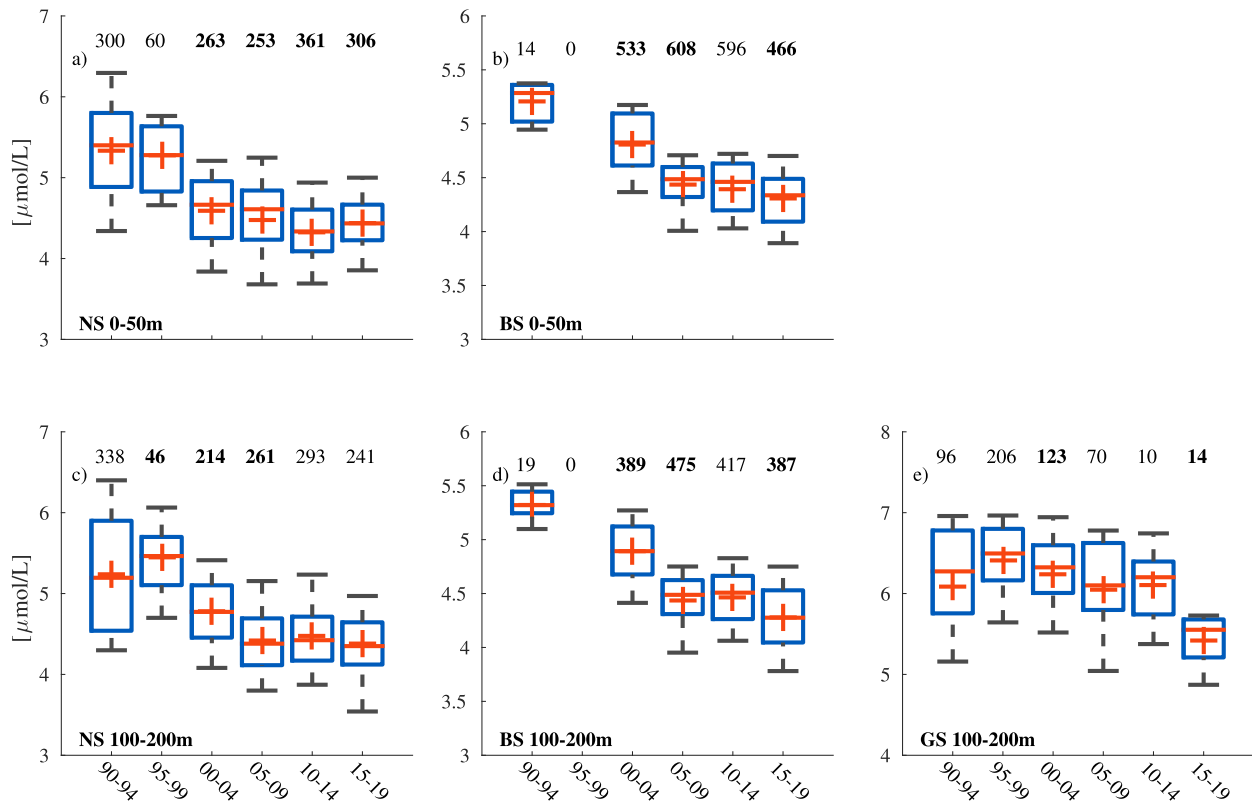 7
6
5
4
3
[μmol/L]
a)
300 60 263 253 361 306
NS 0-50m
6
5.5
5
4.5
4
3.5
3
b)
14 0 533 608 596 466
BS 0-50m
7
6
5
4
3
[μmol/L]
c)
338 46 214 261 293 241
NS 100-200m
90-94 95-99 00-04 05-09 10-14 15-19
6
5.5
5
4.5
4
3.5
3
d)
19 0 389 475 417 387
BS 100-200m
90-94 95-99 00-04 05-09 10-14 15-19
8
7
6
5
4
e)
96 206 123 70 10 14
GS 100-200m
90-94 95-99 00-04 05-09 10-14 15-19